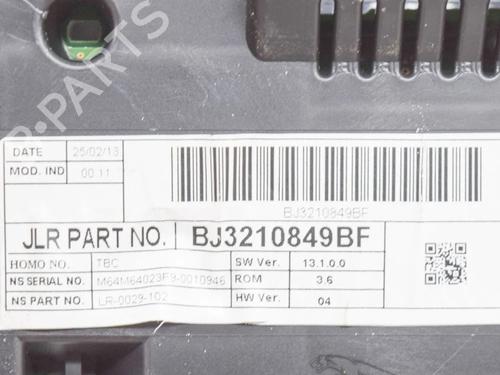 B-PARTS
DATE 25/02/13
MOD. IND 00 11
BJ3210849BF
JLR PART NO. BJ3210849BF
HOMO NO. TBC SW Ver. 13.1.0.0
NS SERIAL NO. M64M64023E9-0010946 ROM 3.6
NS PART NO. LR-0029-102 HW Ver. 04